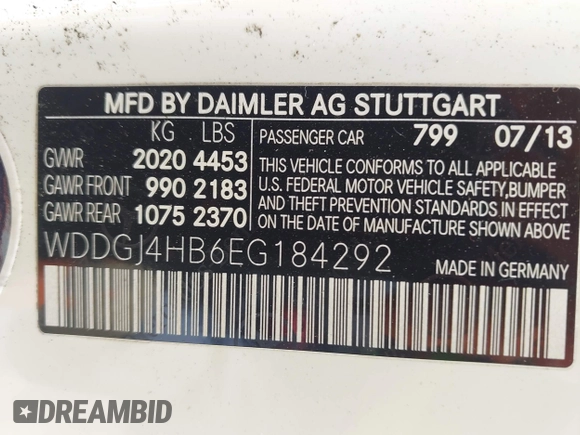 MFD BY DAIMLER AG STUTTGART
KG LBS PASSENGER CAR 799 07/13
GVWR 2020 4453
GAWR FRONT 990 2183
GAWR REAR 1075 2370
THIS VEHICLE CONFORMS TO ALL APPLICABLE
U.S. FEDERAL MOTOR VEHICLE SAFETY,BUMPER
AND THEFT PREVENTION STANDARDS
IN EFFECT ON THE DATE OF
MANUFACTURE SHOWN ABOVE
WDDGJ4HB6EG184292 MADE IN GERMANY
DREAMBID